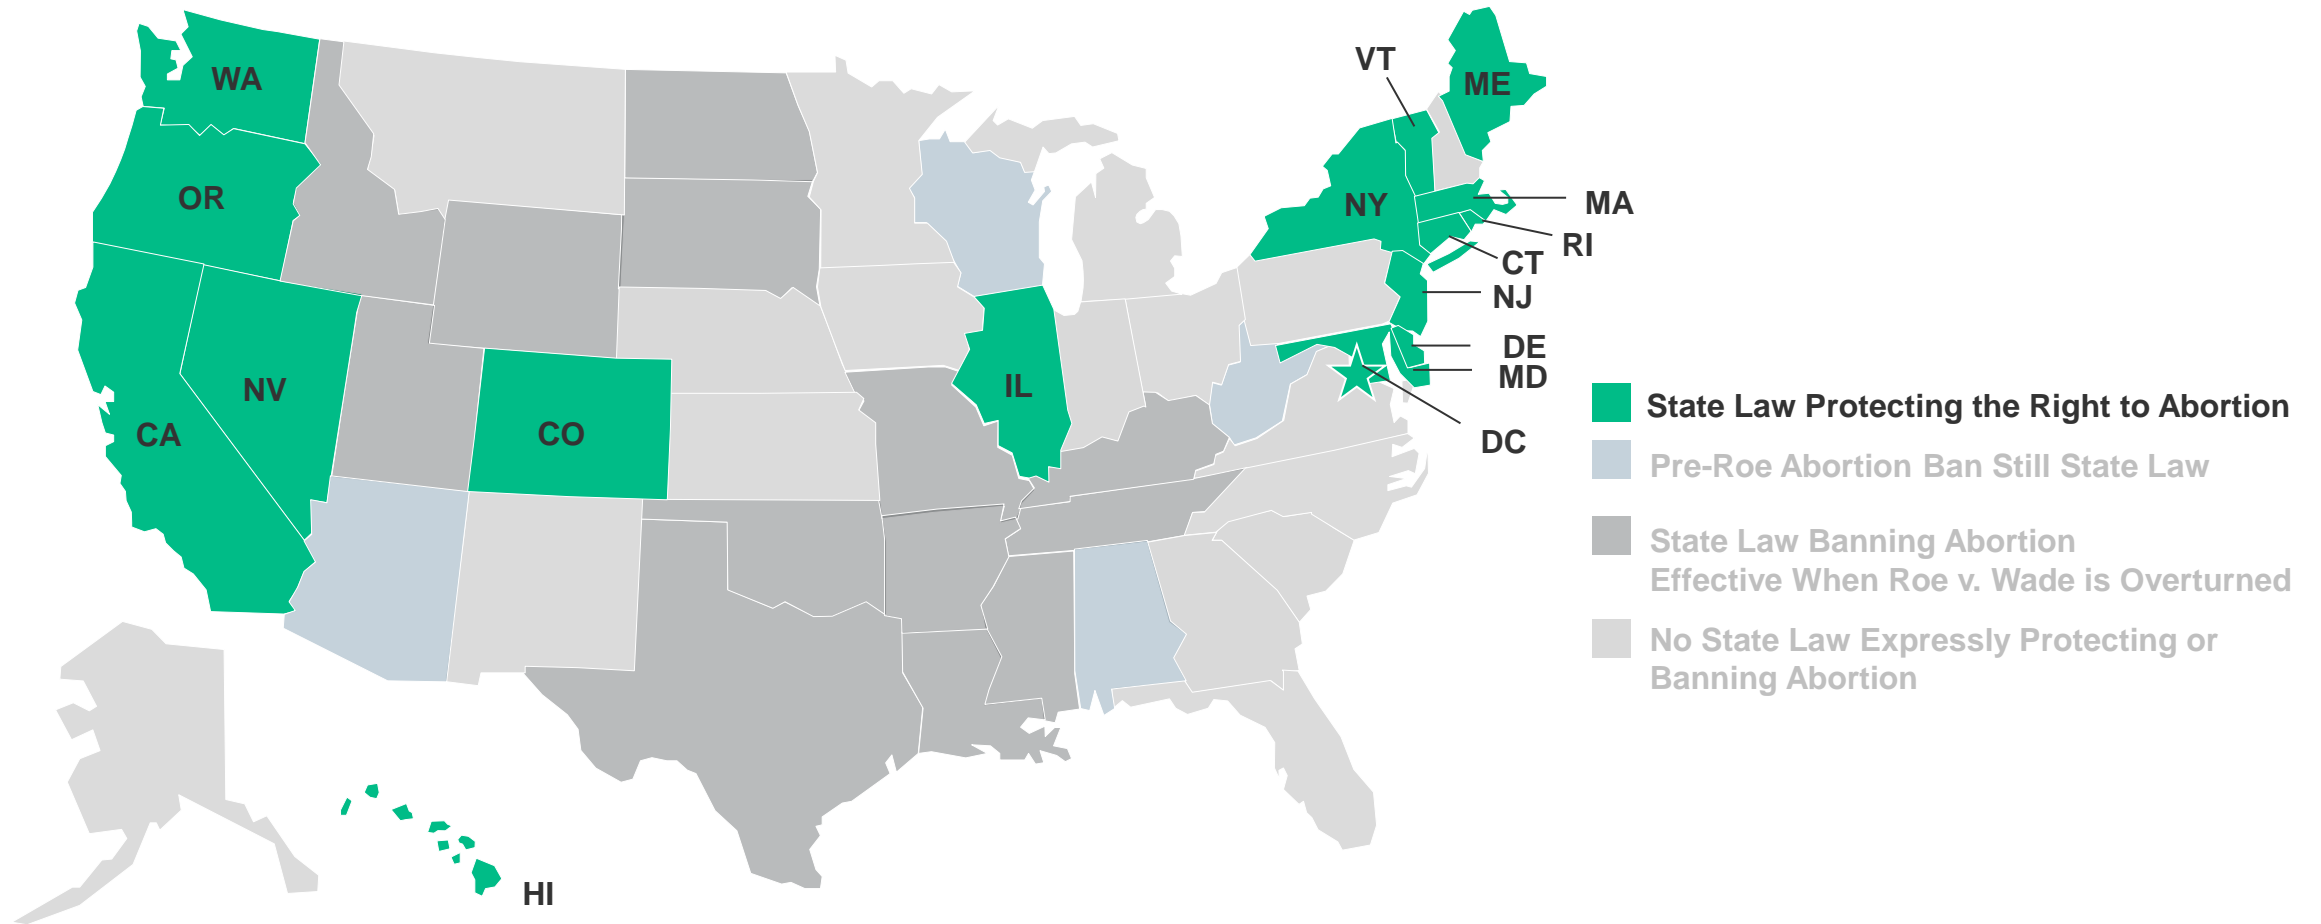 VT
ME
WA
OR
NY
MA
RI
CT
NJ
DE
MD
NV
IL
CA
CO
DC
HI
State Law Protecting the Right to Abortion
Pre-Roe Abortion Ban Still State Law
State Law Banning Abortion
Effective When Roe v. Wade is Overturned
No State Law Expressly Protecting or
Banning Abortion